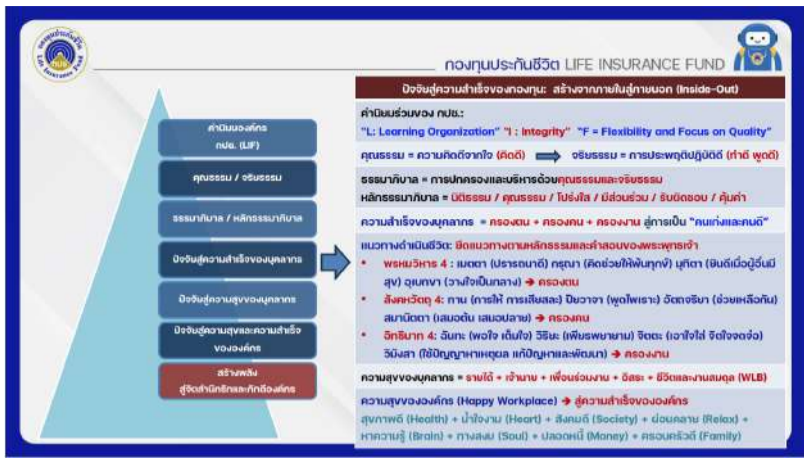 กองทุนประกันชีวิต LIFE INSURANCE FUND
ปัจจัยสู่ความสำเร็จของกองทุน: สร้างจากภายในสู่ภายนอก (Inside-Out)
ค่านิยมองค์กร
กปช. (LIF)
คุณธรรม / จริยธรรม
ธรรมาภิบาล / หลักธรรมาภิบาล
ปัจจัยสู่ความสำเร็จของบุคลากร
ปัจจัยสู่ความสุขของบุคลากร
ปัจจัยสู่ความสุขและความสำเร็จ
ขององค์กร
สร้างพลัง
สู่จิตสำนึกรักและภักดีองค์กร
ค่านิยมร่วมของ กปช.:
"L: Learning Organization" "I : Integrity" "F = Flexibility and Focus on Quality"
คุณธรรม = ความคิดดีจากใจ (คิดดี) ⟹ จริยธรรม = การประพฤติปฏิบัติดี (ทำดี พูดดี)
ธรรมาภิบาล = การปกครองและบริหารด้วยคุณธรรมและจริยธรรม
หลักธรรมาภิบาล = นิติธรรม / คุณธรรม / โปร่งใส / มีส่วนร่วม / รับผิดชอบ / คุ้มค่า
ความสำเร็จของบุคลากร = ครองตน + ครองคน + ครองงาน สู่การเป็น "คนเก่งและคนดี"
แนวทางดำเนินชีวิต: ยึดแนวทางตามหลักธรรมและคำสอนของพระพุทธเจ้า
• พรหมวิหาร 4 : เมตตา (ปรารถนาดี) กรุณา (คิดช่วยให้พ้นทุกข์) มุทิตา (ยินดีเมื่อผู้อื่นมี
สุข) อุเบกขา (วางใจเป็นกลาง) ➔ ครองตน
• สังคหวัตถุ 4: ทาน (การให้ การเสียสละ) ปิยวาจา (พูดไพเราะ) อัตถจริยา (ช่วยเหลือกัน)
สมานัตตา (เสมอต้น เสมอปลาย) ➔ ครองคน
• อิทธิบาท 4: ฉันทะ (พอใจ เต็มใจ) วิริยะ (เพียรพยายาม) จิตตะ (เอาใจใส่ จิตใจจดจ่อ)
วิมังสา (ใช้ปัญญาหาเหตุผล แก้ปัญหาและพัฒนา) ➔ ครองงาน
ความสุขของบุคลากร = รายได้ + เจ้านาย + เพื่อนร่วมงาน + อิสระ + ชีวิตและงานสมดุล (WLB)
ความสุขขององค์กร (Happy Workplace) ➔ สู่ความสำเร็จขององค์กร
สุขภาพดี (Health) + น้ำใจงาม (Heart) + สังคมดี (Society) + ผ่อนคลาย (Relax) +
หาความรู้ (Brain) + ทางสงบ (Soul) + ปลอดหนี้ (Money) + ครอบครัวดี (Family)